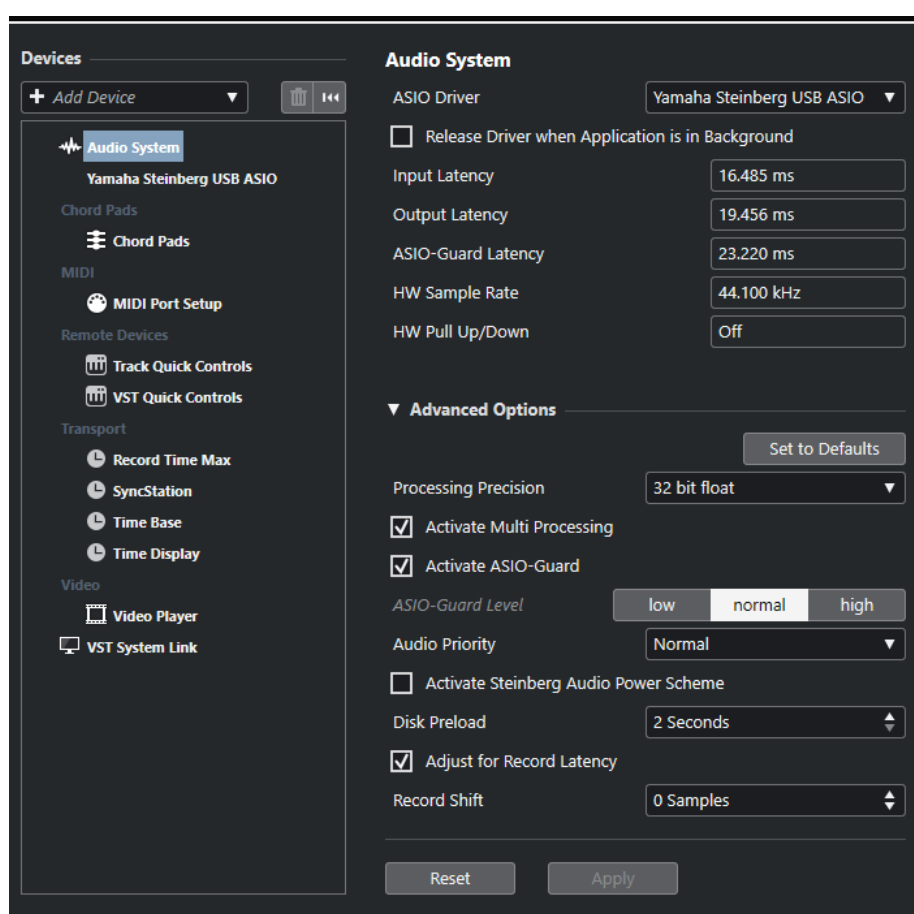 Devices
Add Device
Audio System
Yamaha Steinberg USB ASIO
Chord Pads
Chord Pads
MIDI
MIDI Port Setup
Remote Devices
Track Quick Controls
VST Quick Controls
Transport
Record Time Max
SyncStation
Time Base
Time Display
Video
Video Player
VST System Link
Audio System
ASIO Driver Yamaha Steinberg USB ASIO
Release Driver when Application is in Background
Input Latency 16.485 ms
Output Latency 19.456 ms
ASIO-Guard Latency 23.220 ms
HW Sample Rate 44.100 kHz
HW Pull Up/Down Off
Advanced Options
Set to Defaults
Processing Precision 32 bit float
Activate Multi Processing
Activate ASIO-Guard
ASIO-Guard Level low normal high
Audio Priority Normal
Activate Steinberg Audio Power Scheme
Disk Preload 2 Seconds
Adjust for Record Latency
Record Shift 0 Samples
Reset Apply